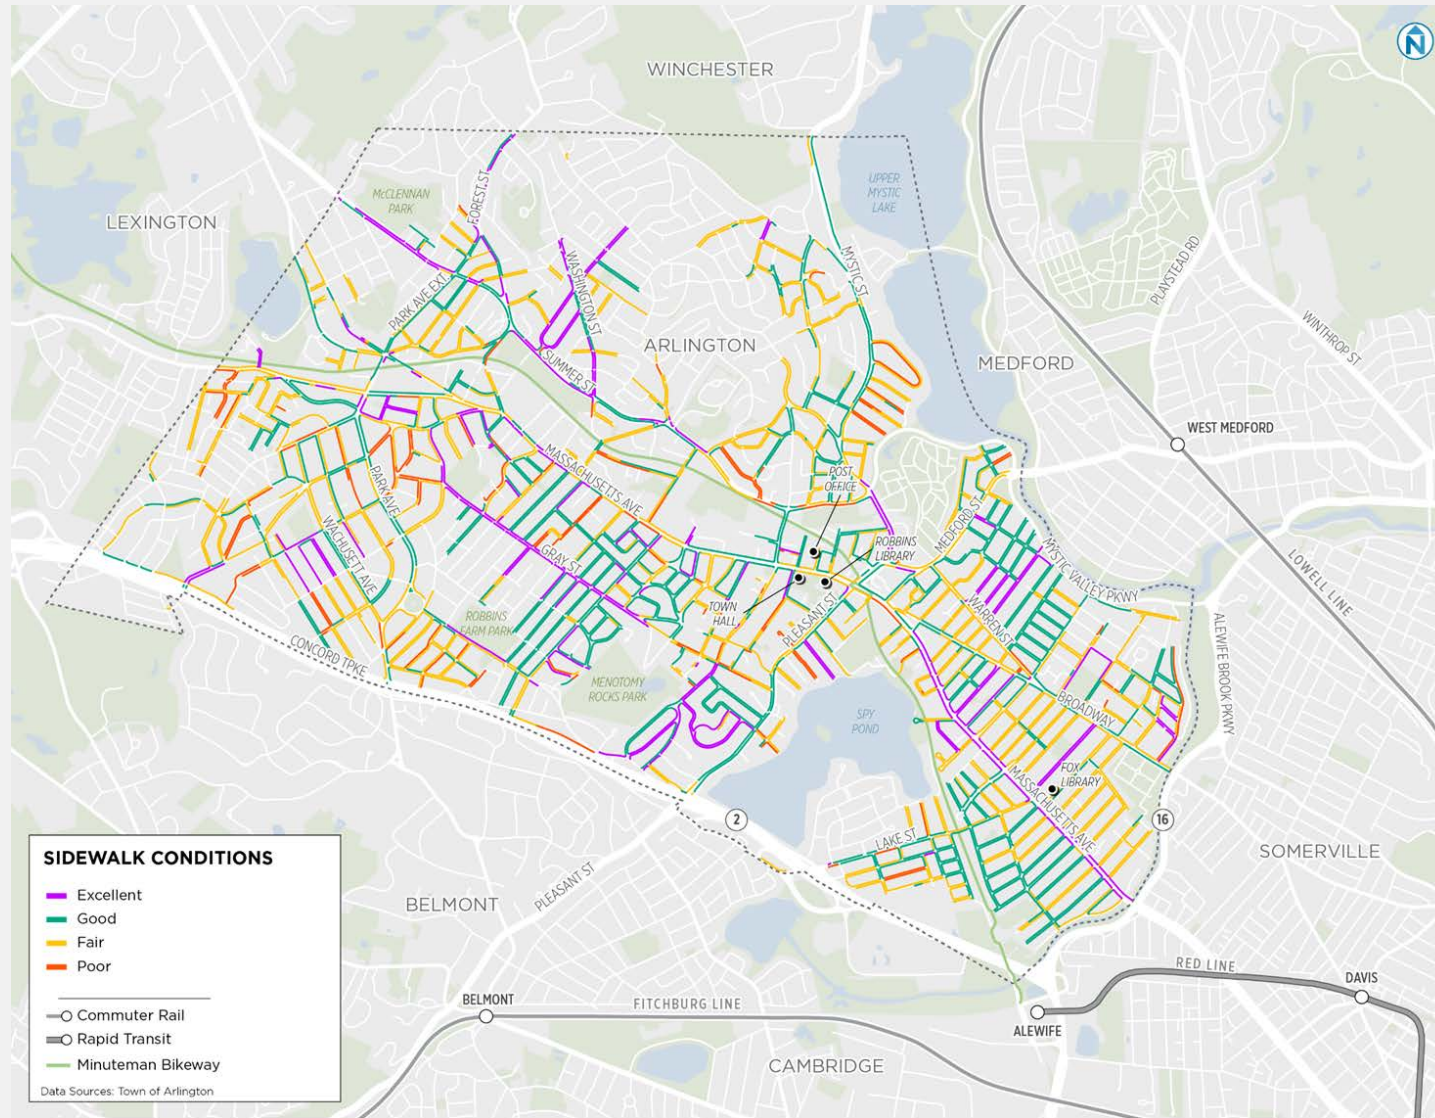 N
WINCHESTER
UPPER
MYSTIC
LAKE
McCLENNAN
PARK
FOREST ST
LEXINGTON
WASHINGTON ST
MYSTIC ST
PLAYSTEAD RD
WINTHROP ST
PARK AVE EXT.
ARLINGTON
MEDFORD
SUMMER ST
WEST MEDFORD
MASSACHUSETTS AVE
POST
OFFICE
PARK AVE
MEDFORD ST
WACHUSETT AVE
GRAY ST
ROBBINS
LIBRARY
MYSTIC VALLEY PKWY
LOWELL LINE
TOWN
HALL
PLEASANT ST
WARREN ST
ROBBINS
FARM PARK
CONCORD TPKE
ALEWIFE BROOK PKWY
MENOTOMY
ROCKS PARK
SPY
POND
BROADWAY
FOX
LIBRARY
MASSACHUSETTS AVE
2
16
LAKE ST
SOMERVILLE
PLEASANT ST
BELMONT
SIDEWALK CONDITIONS
Excellent
Good
Fair
Poor
Commuter Rail
Rapid Transit
Minuteman Bikeway
Data Sources: Town of Arlington
BELMONT
FITCHBURG LINE
RED LINE
DAVIS
ALEWIFE
CAMBRIDGE